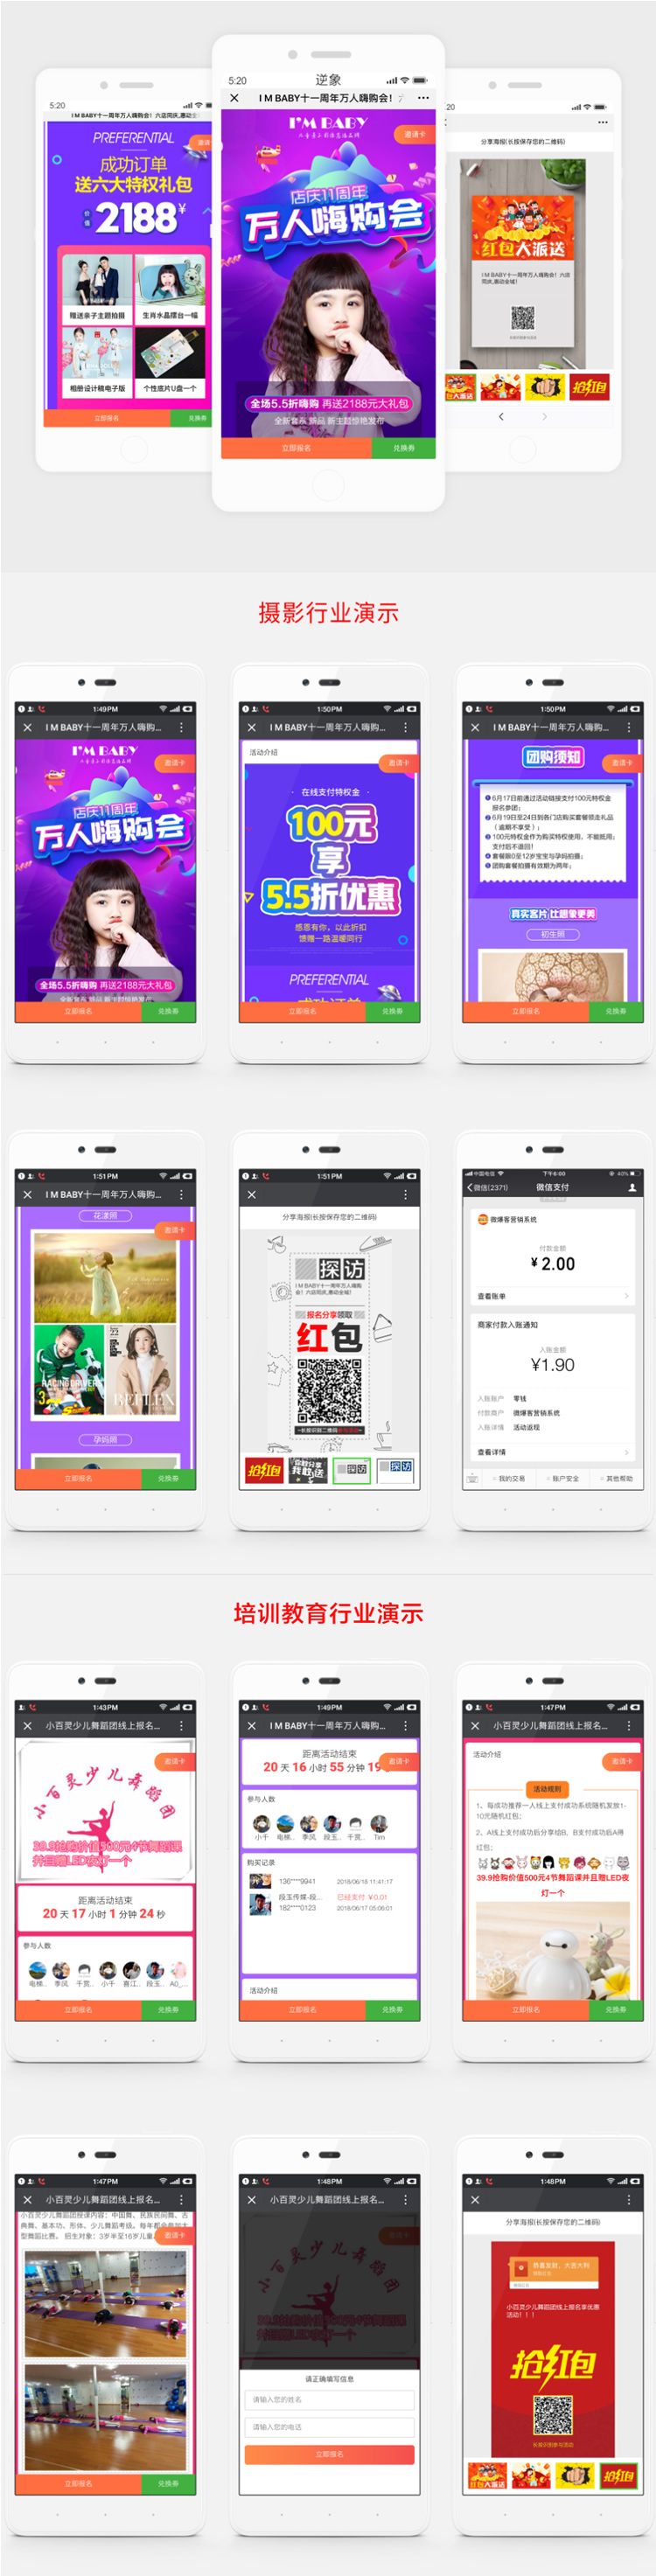 5:20
I M BABY十一周年万人嗨购会!六店同庆,惠动全
PREFERENTIAL
邀请
成功订单
送六大特权礼包
价值
2188¥
赠送亲子主题拍摄
生肖水晶摆台一幅
相册设计稿电子版
个性底片U盘一个
立即报名
兑换券
5:20
逆象
I M BABY十一周年万人嗨购会!
I'M BABY
邀请卡
店庆11周年
万人嗨购会
全场5.5折嗨购 再送2188元大礼包
全新套系 新品 新主题惊艳发布
立即报名
兑换券
20
分享海报(长按保存您的二维码)
红包大派送
I M BABY十一周年万人嗨购会!六店
同庆,惠动全城!
红包大派送
抢红包
摄影行业演示
1:49PM
I M BABY十一周年万人嗨购...
I'M BABY
邀请卡
店庆11周年
万人嗨购会
全场5.5折嗨购 再送2188元大礼包
全新套系 新品 新主题惊艳发布
立即报名
兑换券
1:50PM
I M BABY十一周年万人嗨购...
活动介绍
邀请卡
· 在线支付特权金 ·
100元
享
5.5折优惠
感恩有你,以此折扣
馈赠一路温暖同行
PREFERENTIAL
成功订单
立即报名
兑换券
1:50PM
I M BABY十一周年万人嗨购...
团购须知
邀请卡
1 6月17日前通过活动链接支付100元特权金
报名参团;
2 6月19日至24日到各门店购买套餐领走礼品
(逾期不享受);
3 100元特权金作为购买特权使用,不能抵用;
支付后不退回!
4 套餐限0至12岁宝宝与孕妈拍摄;
5 团购套餐拍摄有效期为两年;
真实客片 比想像更美
初生照
立即报名
兑换券
1:51PM
I M BABY十一周年万人嗨购...
花漾照
邀请卡
RACING DRIVER
BEITLEX
孕妈照
立即报名
兑换券
1:51PM
分享海报(长按保存您的二维码)
探访
I M BABY十一周年万人嗨购
会!六店同庆,惠动全城!
报名分享领取
红包
抢红包
探访
探访
中国电信
下午6:00
40%
微信(2371)
微信支付
微爆客营销系统
付款金额
¥ 2.00
查看账单
商家付款入账通知
入账金额
¥1.90
入账账户 零钱
付款商户 微爆客营销系统
入账详情 活动返现
查看详情
我的交易
账户安全
其他帮助
培训教育行业演示
1:43PM
小百灵少儿舞蹈团线上报名...
邀请卡
小百灵少儿舞蹈团
39.9抢购价值500元4节舞蹈课
并且赠LED夜灯一个
距离活动结束
20 天 17 小时 1 分钟 24 秒
参与人数
电梯..
季凤
千贯..
小千
喜江..
段玉..
A0_...
立即报名
兑换券
1:49PM
I M BABY十一周年万人嗨购...
距离活动结束
邀请卡
20 天 16 小时 55 分钟 19
参与人数
小千
电梯..
季凤
段玉..
千贯..
Tim
购买记录
136****9941
2018/06/18 11:41:17
段玉传媒-段...
已经支付 ¥0.01
182****0123
2018/06/17 05:06:01
活动介绍
立即报名
兑换券
1:47PM
小百灵少儿舞蹈团线上报名...
活动介绍
邀请卡
活动规则
1、每成功推荐一人线上支付成功系统随机发放1-
10元随机红包;
2、A线上支付成功后分享给B、B支付成功后A得
红包;
39.9抢购价值500元4节舞蹈课并且赠LED夜
灯一个
立即报名
兑换券
1:47PM
小百灵少儿舞蹈团线上报名...
小百灵少儿舞蹈团授课内容:中国舞、民族民间舞、古
典舞、基本功、形体、少儿舞蹈考级。每年都会参加大
型舞蹈比赛。 招生对象:3岁半至16岁儿童
邀请卡
立即报名
兑换券
1:48PM
小百灵少儿舞蹈团线上报名...
小百灵少儿舞蹈团
39.9抢购价值500元4节舞蹈课
并且赠LED夜灯一个
请正确填写信息
请输入您的姓名
请输入您的电话
立即报名
1:48PM
分享海报(长按保存您的二维码)
恭喜发财,大吉大利
小百灵少儿舞蹈团线上报名享优惠
活动!!!
抢红包
长按识别参与活动
红包大派送
抢红包